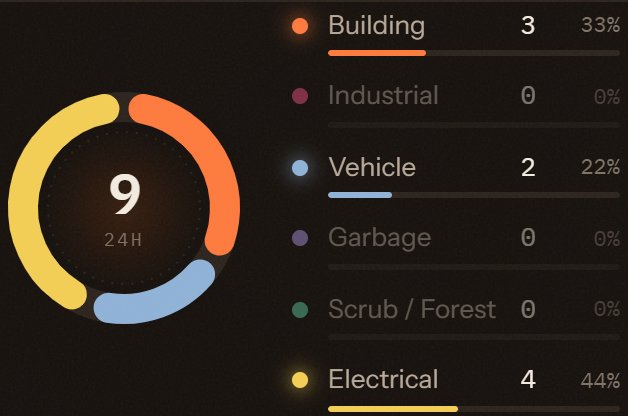 9
24H
Building 3 33%
Industrial 0 0%
Vehicle 2 22%
Garbage 0 0%
Scrub / Forest 0 0%
Electrical 4 44%